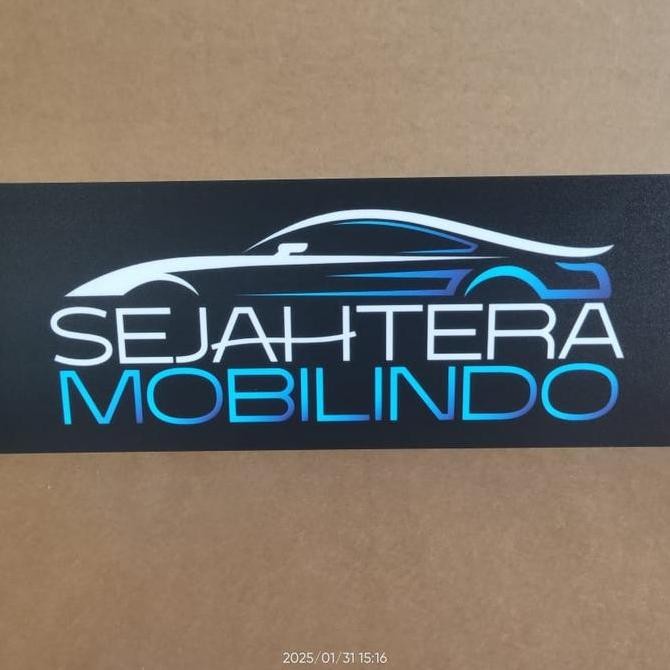 SEJAHTERA
MOBILINDO
2025/01/31 15:16